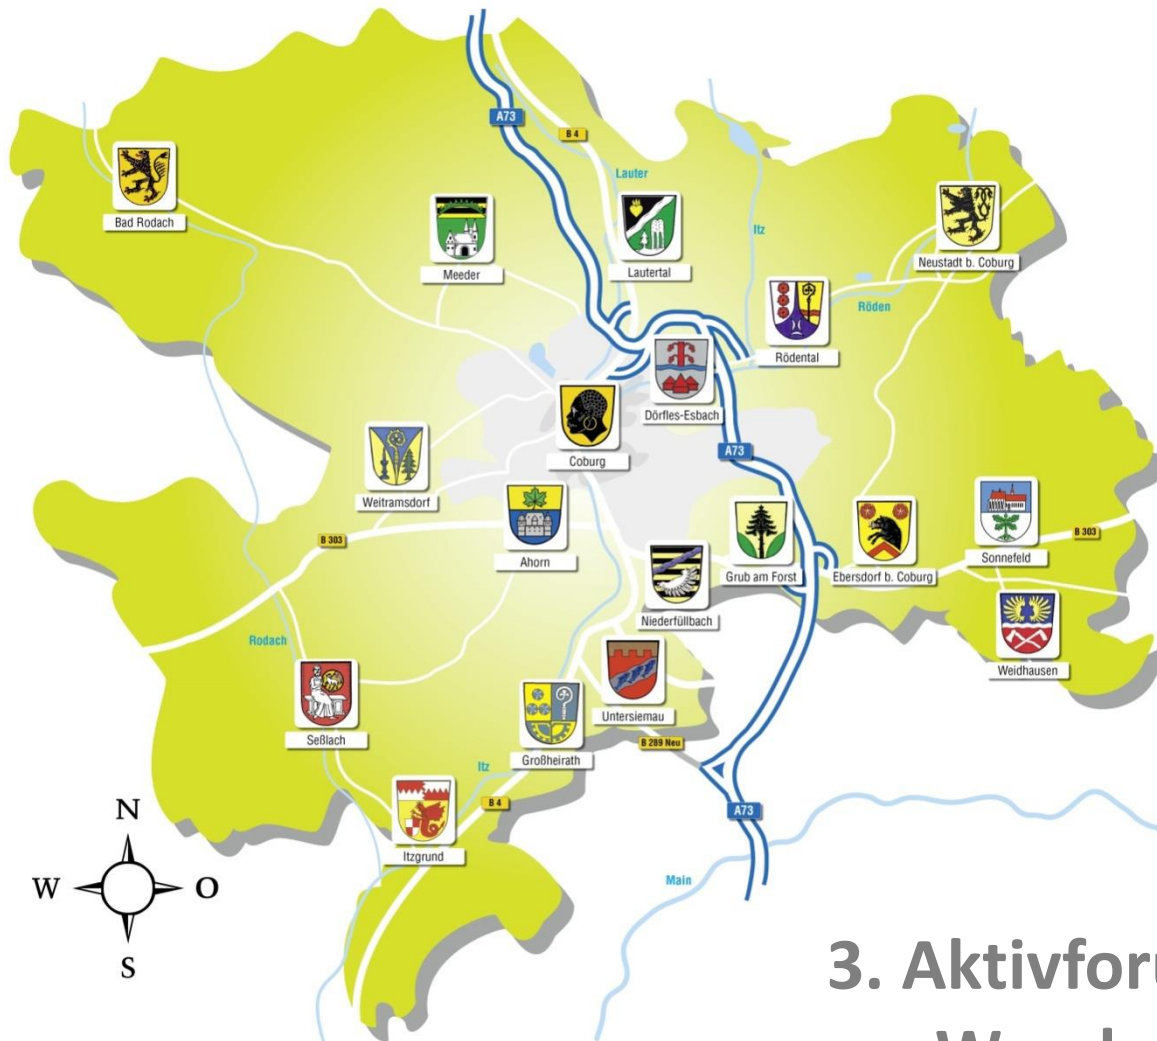 A73
B 4
Lauter
Bad Rodach
Meeder
Lautertal
Itz
Neustadt b. Coburg
Röden
Rödental
Dörfles-Esbach
Coburg
A73
Weitramsdorf
B 303
Ahorn
Grub am Forst
Ebersdorf b. Coburg
Sonnefeld
B 303
Niederfüllbach
Rodach
Weidhausen
Untersiemau
Seßlach
Großheirath
B 289 Neu
Itz
B 4
A73
Itzgrund
Main
N
W
O
S
3. Aktivforu